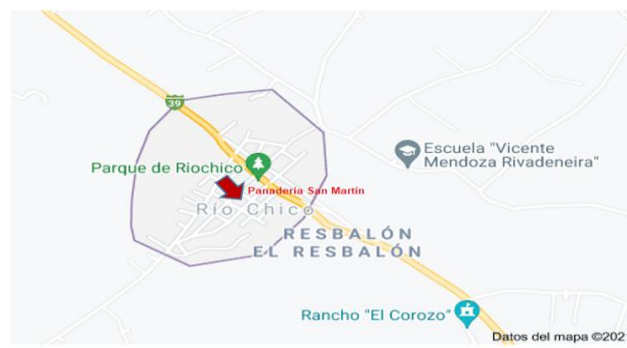 39
Escuela "Vicente
Mendoza Rivadeneira"
Parque de Riochico
Panadería San Martín
Río Chico
RESBALÓN
EL RESBALÓN
Rancho "El Corozo"
Datos del mapa ©202